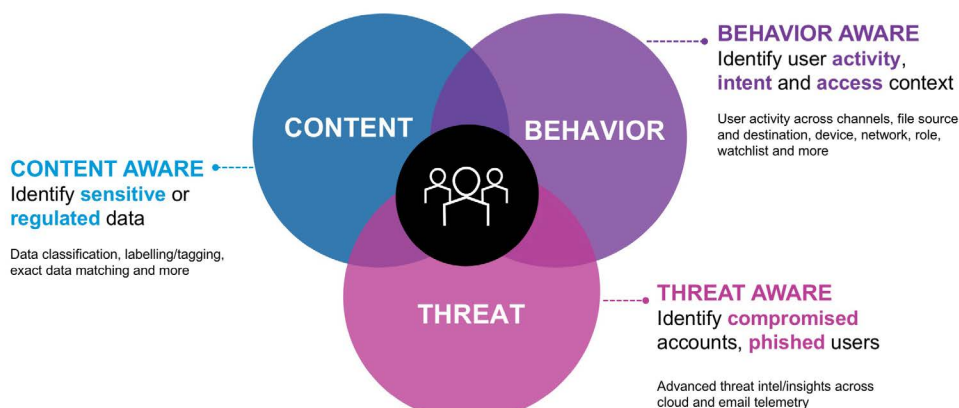 BEHAVIOR AWARE
Identify user activity,
intent and access context
User activity across channels, file source
and destination, device, network, role,
watchlist and more
CONTENT
BEHAVIOR
CONTENT AWARE
Identify sensitive or
regulated data
Data classification, labelling/tagging,
exact data matching and more
THREAT
THREAT AWARE
Identify compromised
accounts, phished users
Advanced threat intel/insights across
cloud and email telemetry